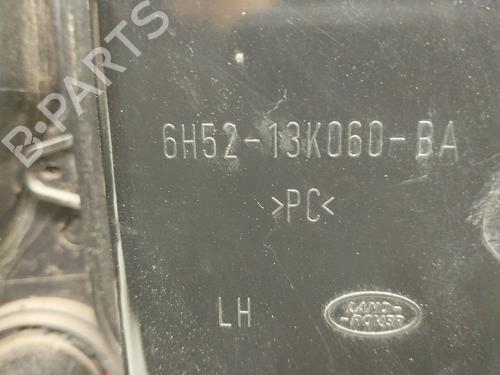 B-PARTS
6H52-13K060-BA
>PC<
LH
LAND-
-ROVER